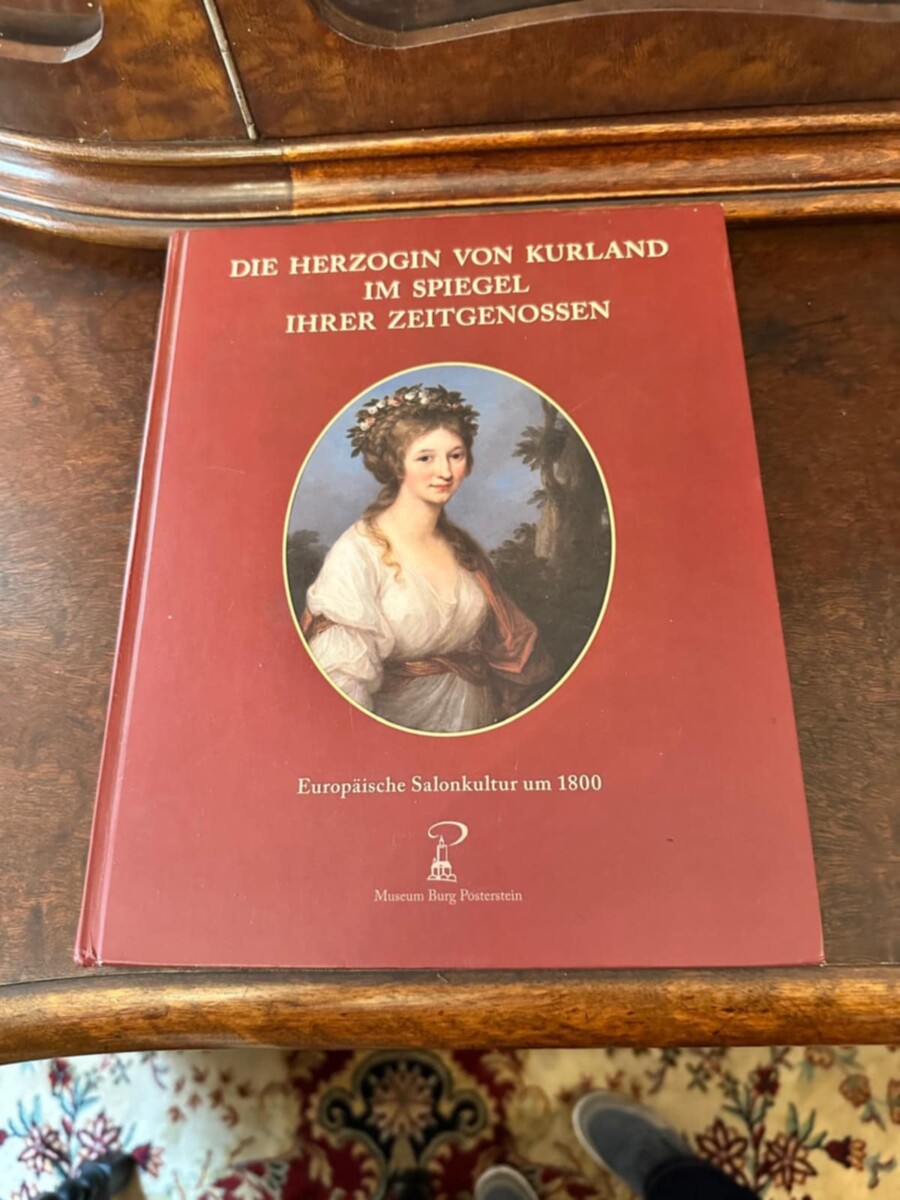 DIE HERZOGIN VON KURLAND
IM SPIEGEL
IHRER ZEITGENOSSEN
Europäische Salonkultur um 1800
Museum Burg Posterstein